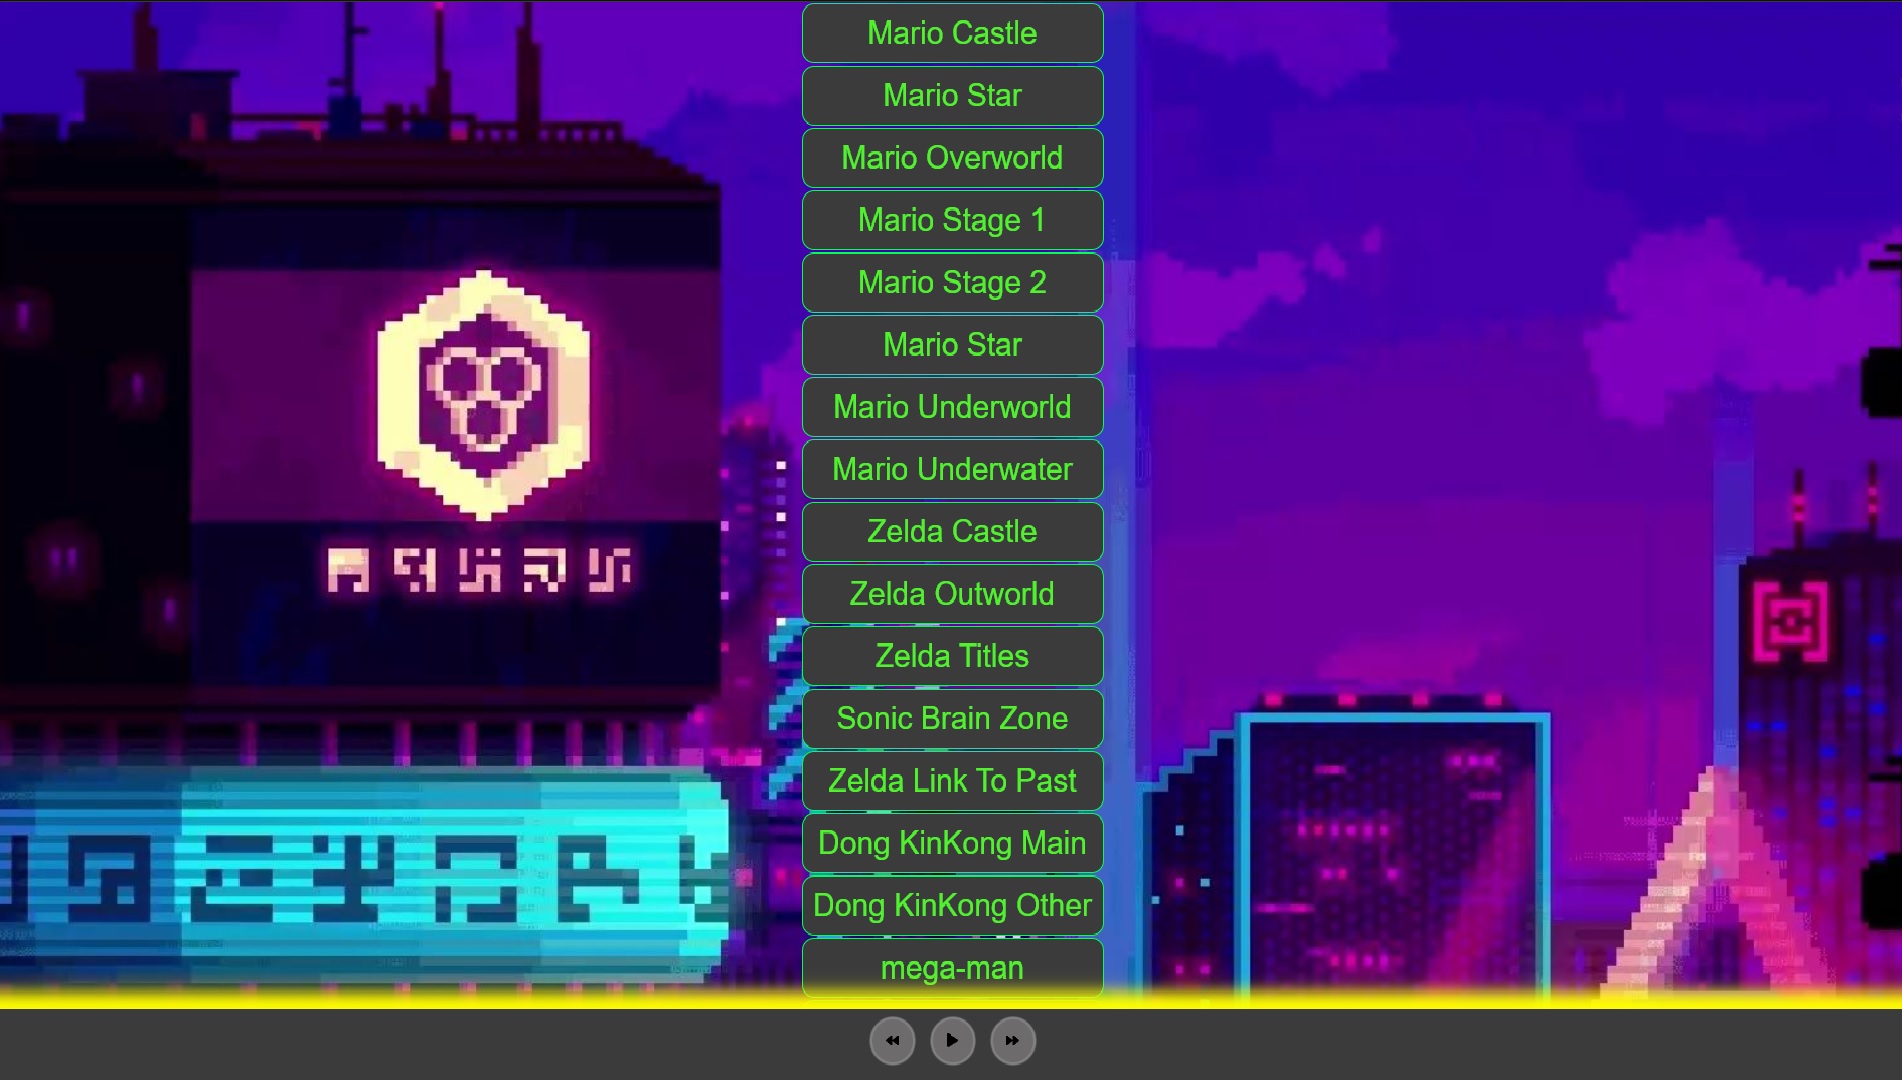 Mario Castle
Mario Star
Mario Overworld
Mario Stage 1
Mario Stage 2
Mario Star
Mario Underworld
Mario Underwater
Zelda Castle
Zelda Outworld
Zelda Titles
Sonic Brain Zone
Zelda Link To Past
Dong KinKong Main
Dong KinKong Other
mega-man